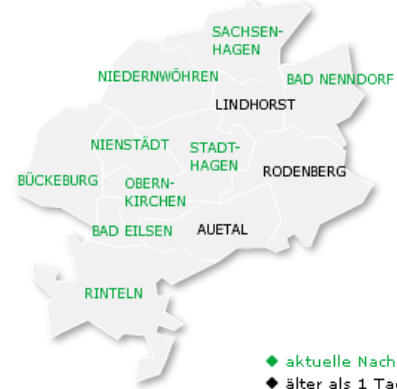 SACHSEN-
HAGEN
NIEDERNWÖHREN
BAD NENNDORF
LINDHORST
NIENSTÄDT
STADT-
HAGEN
RODENBERG
BÜCKEBURG
OBERN-
KIRCHEN
BAD EILSEN
AUETAL
RINTELN
aktuelle Nach
älter als 1 Ta